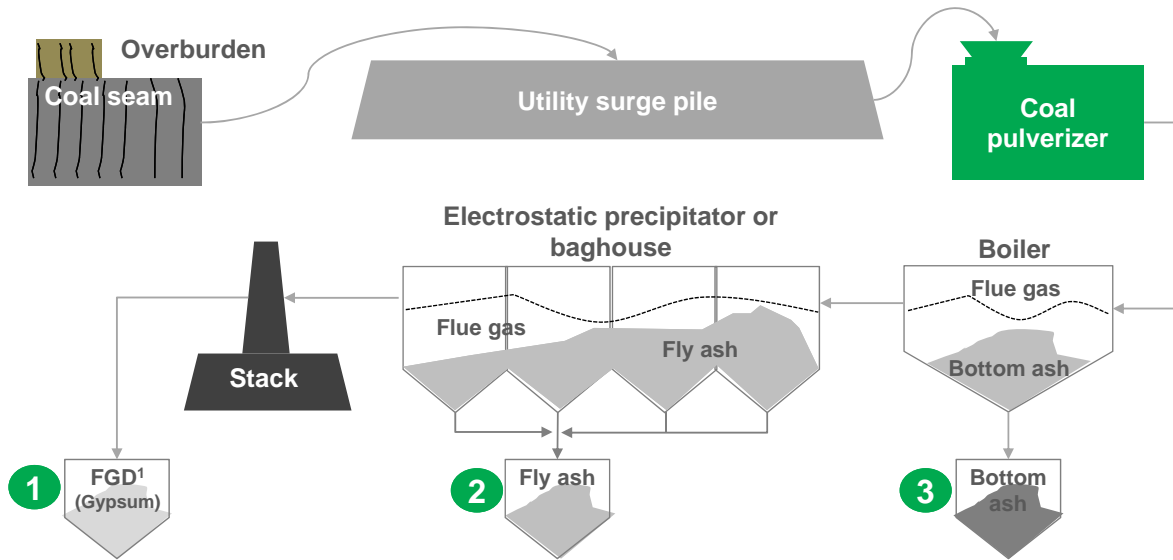 Overburden
Coal seam
Utility surge pile
Coal
pulverizer
Electrostatic precipitator or
baghouse
Boiler
Flue gas
Flue gas
Fly ash
Bottom ash
Stack
1
FGD¹
(Gypsum)
2
Fly ash
3
Bottom
ash